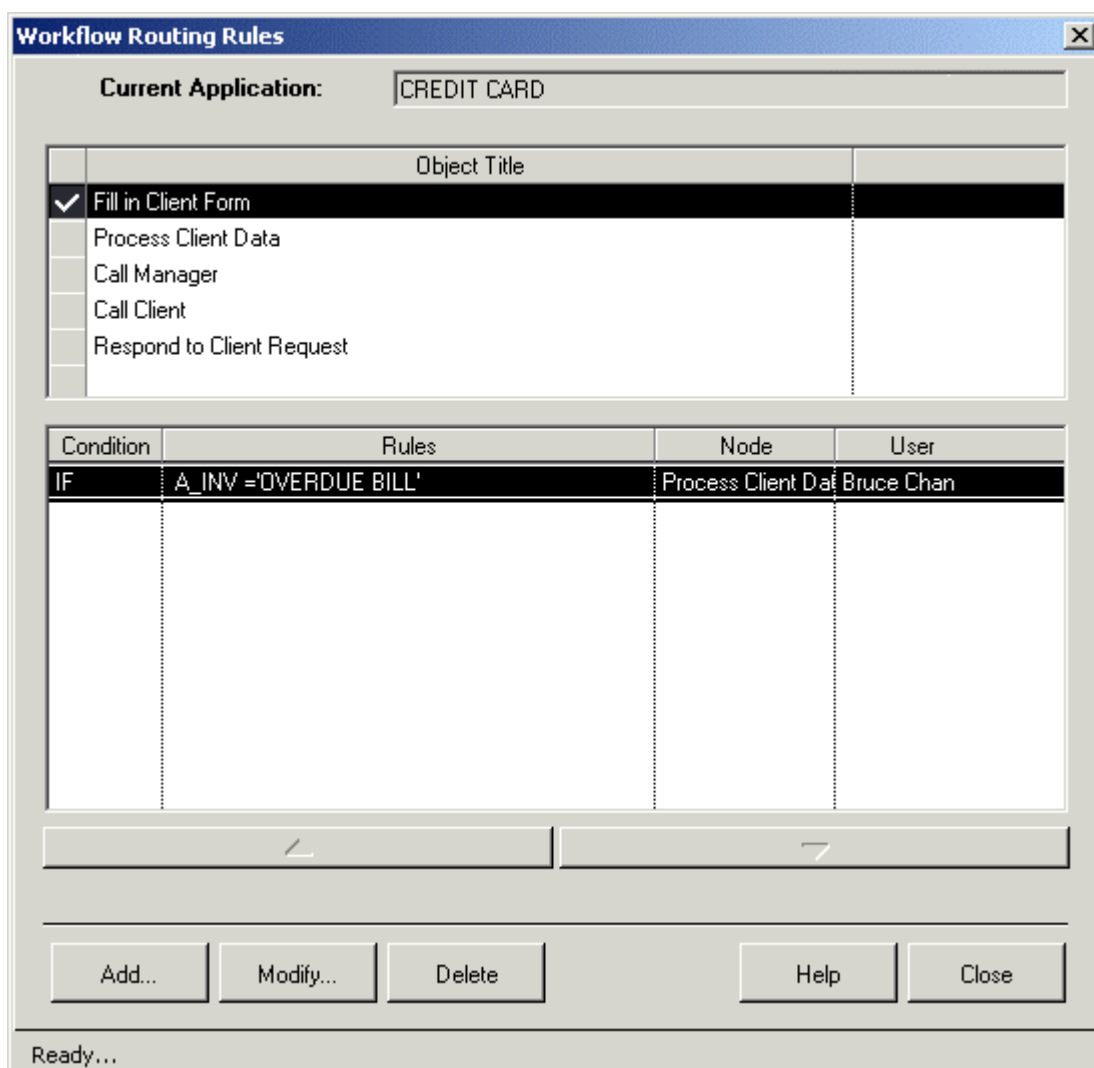 Workflow Routing Rules
Current Application: CREDIT CARD
Object Title
Fill in Client Form
Process Client Data
Call Manager
Call Client
Respond to Client Request
Condition Rules Node User
IF A_INV ='OVERDUE BILL' Process Client Dat Bruce Chan
Add... Modify... Delete Help Close
Ready...